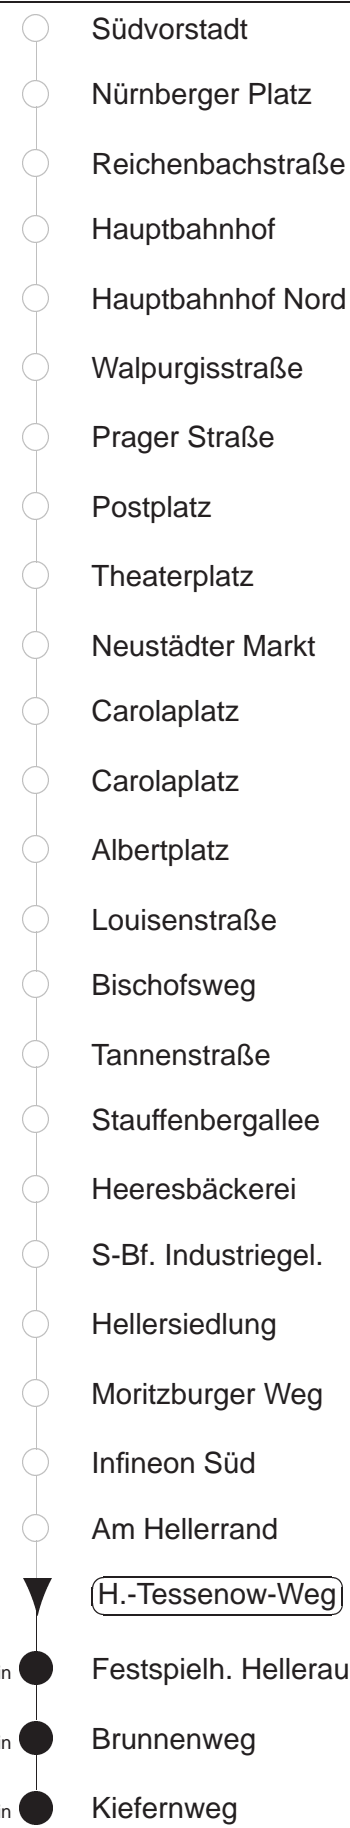 Südvorstadt
Nürnberger Platz
Reichenbachstraße
Hauptbahnhof
Hauptbahnhof Nord
Walpurgisstraße
Prager Straße
Postplatz
Theaterplatz
Neustädter Markt
Carolaplatz
Carolaplatz
Albertplatz
Louisenstraße
Bischofsweg
Tannenstraße
Stauffenbergallee
Heeresbäckerei
S-Bf. Industriegel.
Hellersiedlung
Moritzburger Weg
Infineon Süd
Am Hellerrand
H.-Tessenow-Weg
Festspielh. Hellerau
Brunnenweg
Kiefernweg